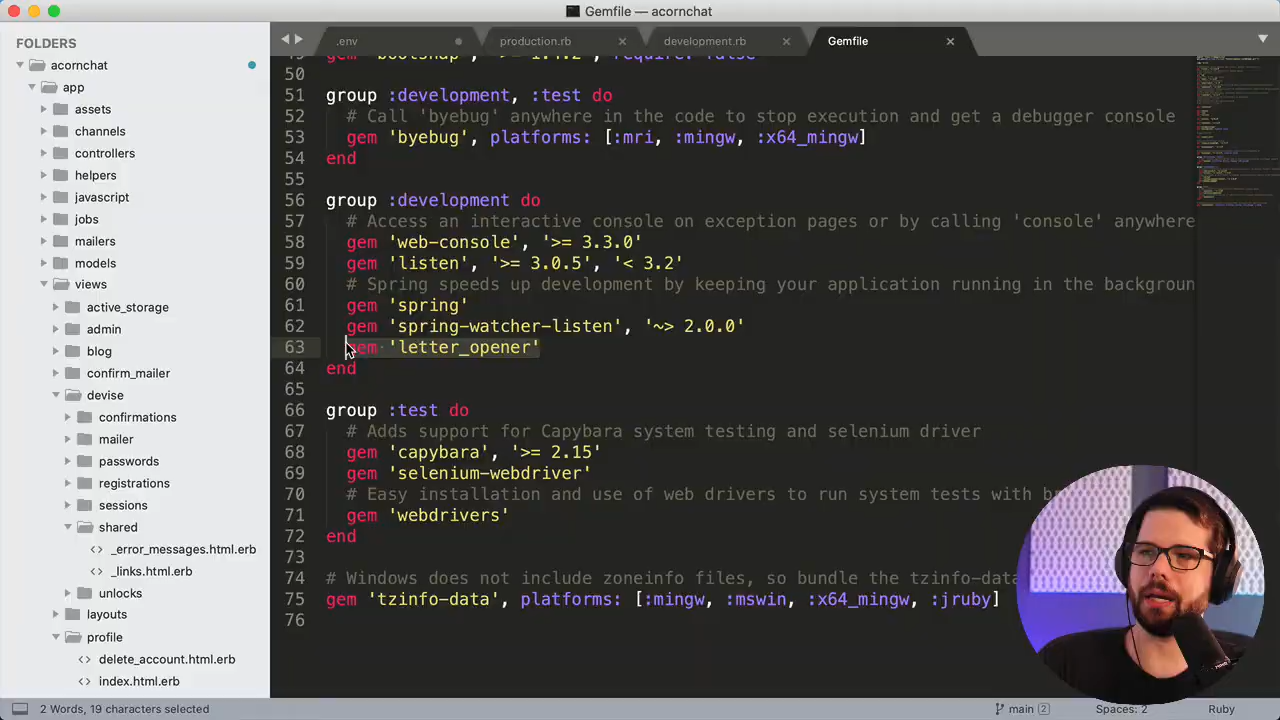 Gemfile — acornchat
FOLDERS
acornchat
app
assets
channels
controllers
helpers
javascript
jobs
mailers
models
views
active_storage
admin
blog
confirm_mailer
devise
confirmations
mailer
passwords
registrations
sessions
shared
_error_messages.html.erb
_links.html.erb
unlocks
layouts
profile
delete_account.html.erb
index.html.erb
.env
production.rb
development.rb
Gemfile
gem 'bootsnap', '>= 1.4.2', require: false
50
51 group :development, :test do
52 # Call 'byebug' anywhere in the code to stop execution and get a debugger console
53 gem 'byebug', platforms: [:mri, :mingw, :x64_mingw]
54 end
55
56 group :development do
57 # Access an interactive console on exception pages or by calling 'console' anywhere
58 gem 'web-console', '>= 3.3.0'
59 gem 'listen', '>= 3.0.5', '< 3.2'
60 # Spring speeds up development by keeping your application running in the backgroun
61 gem 'spring'
62 gem 'spring-watcher-listen', '~> 2.0.0'
63 gem 'letter_opener'
64 end
65
66 group :test do
67 # Adds support for Capybara system testing and selenium driver
68 gem 'capybara', '>= 2.15'
69 gem 'selenium-webdriver'
70 # Easy installation and use of web drivers to run system tests with
71 gem 'webdrivers'
72 end
73
74 # Windows does not include zoneinfo files, so bundle the tzinfo-data
75 gem 'tzinfo-data', platforms: [:mingw, :mswin, :x64_mingw, :jruby]
76
2 Words, 19 characters selected
main 2
Spaces: 2
Ruby